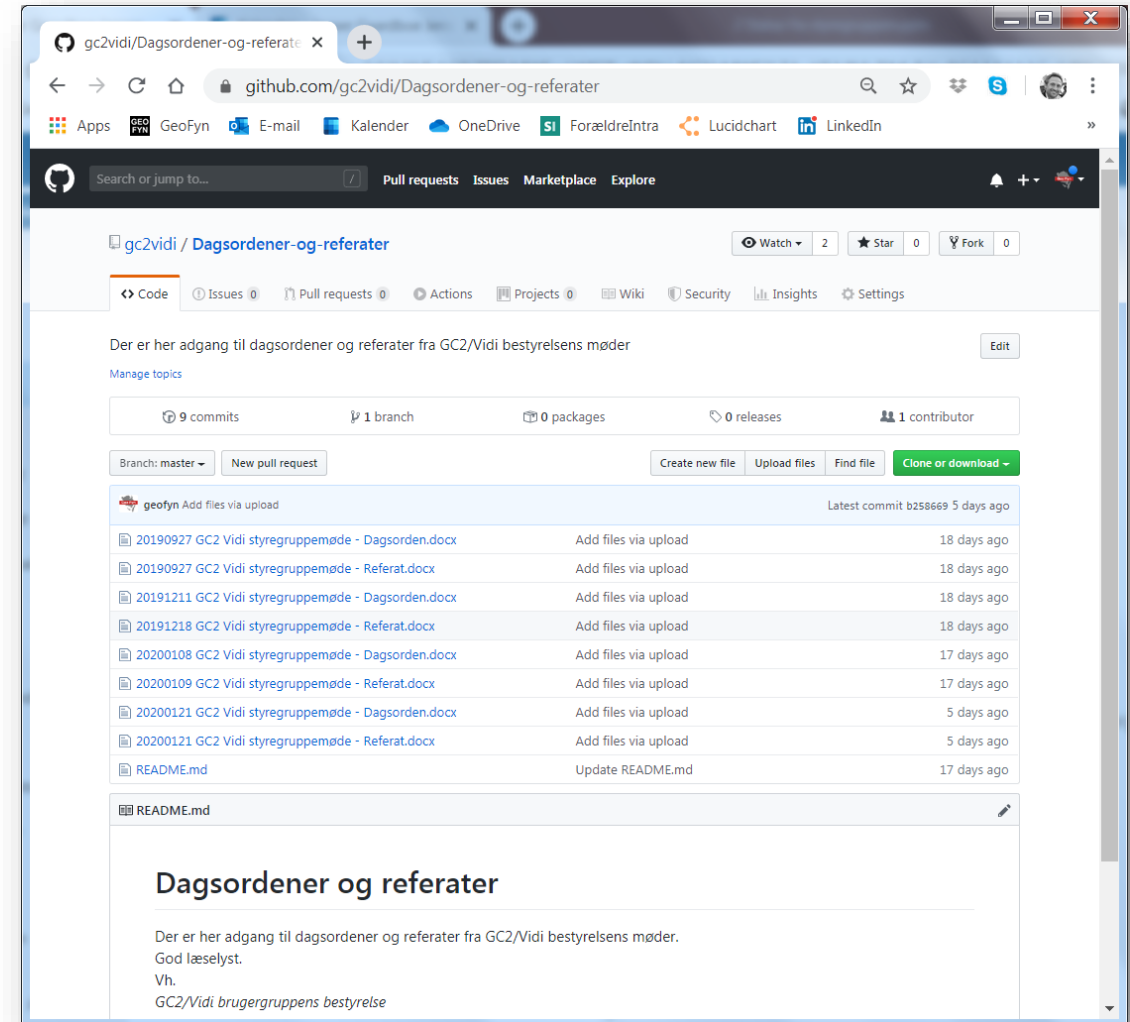 gc2vidi/Dagsordener-og-referate
github.com/gc2vidi/Dagsordener-og-referater
Apps GEO FYN GeoFyn E-mail Kalender OneDrive SI ForældreIntra Lucidchart in LinkedIn »
Search or jump to... / Pull requests Issues Marketplace Explore
gc2vidi / Dagsordener-og-referater Watch 2 Star 0 Fork 0
Code Issues 0 Pull requests 0 Actions Projects 0 Wiki Security Insights Settings
Der er her adgang til dagsordener og referater fra GC2/Vidi bestyrelsens møder Edit
Manage topics
9 commits 1 branch 0 packages 0 releases 1 contributor
Branch: master New pull request Create new file Upload files Find file Clone or download
geofyn Add files via upload Latest commit b258669 5 days ago
20190927 GC2 Vidi styregruppemøde - Dagsorden.docx Add files via upload 18 days ago
20190927 GC2 Vidi styregruppemøde - Referat.docx Add files via upload 18 days ago
20191211 GC2 Vidi styregruppemøde - Dagsorden.docx Add files via upload 18 days ago
20191218 GC2 Vidi styregruppemøde - Referat.docx Add files via upload 18 days ago
20200108 GC2 Vidi styregruppemøde - Dagsorden.docx Add files via upload 17 days ago
20200109 GC2 Vidi styregruppemøde - Referat.docx Add files via upload 17 days ago
20200121 GC2 Vidi styregruppemøde - Dagsorden.docx Add files via upload 5 days ago
20200121 GC2 Vidi styregruppemøde - Referat.docx Add files via upload 5 days ago
README.md Update README.md 17 days ago
README.md
Dagsordener og referater
Der er her adgang til dagsordener og referater fra GC2/Vidi bestyrelsens møder.
God læselyst.
Vh.
GC2/Vidi brugergruppens bestyrelse